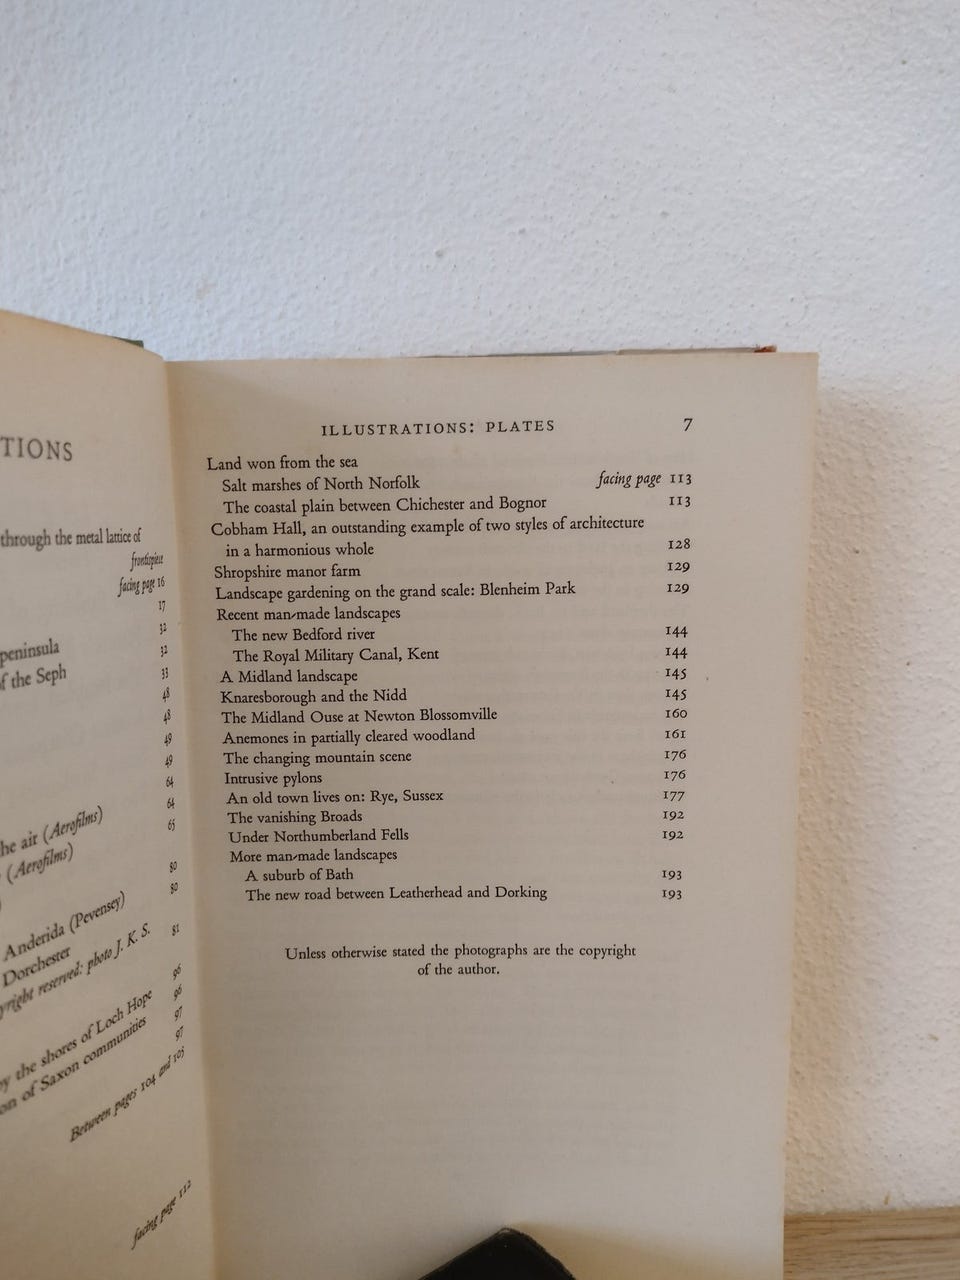 TIONS
through the metal lattice of
frontispiece
facing page 16
17
32
peninsula 32
of the Seph 33
48
48
49
49
64
64
the air (Aerofilms) 65
(Aerofilms)
80
80
Anderida (Pevensey)
Dorchester
copyright reserved: photo J. K. S. 81
96
by the shores of Loch Hope 96
on of Saxon communities 97
97
Between pages 104 and 105
facing page 112
ILLUSTRATIONS: PLATES 7
Land won from the sea
Salt marshes of North Norfolk facing page 113
The coastal plain between Chichester and Bognor 113
Cobham Hall, an outstanding example of two styles of architecture
in a harmonious whole 128
Shropshire manor farm 129
Landscape gardening on the grand scale: Blenheim Park 129
Recent man-made landscapes
The new Bedford river 144
The Royal Military Canal, Kent 144
A Midland landscape 145
Knaresborough and the Nidd 145
The Midland Ouse at Newton Blossomville 160
Anemones in partially cleared woodland 161
The changing mountain scene 176
Intrusive pylons 176
An old town lives on: Rye, Sussex 177
The vanishing Broads 192
Under Northumberland Fells 192
More man-made landscapes
A suburb of Bath 193
The new road between Leatherhead and Dorking 193
Unless otherwise stated the photographs are the copyright
of the author.